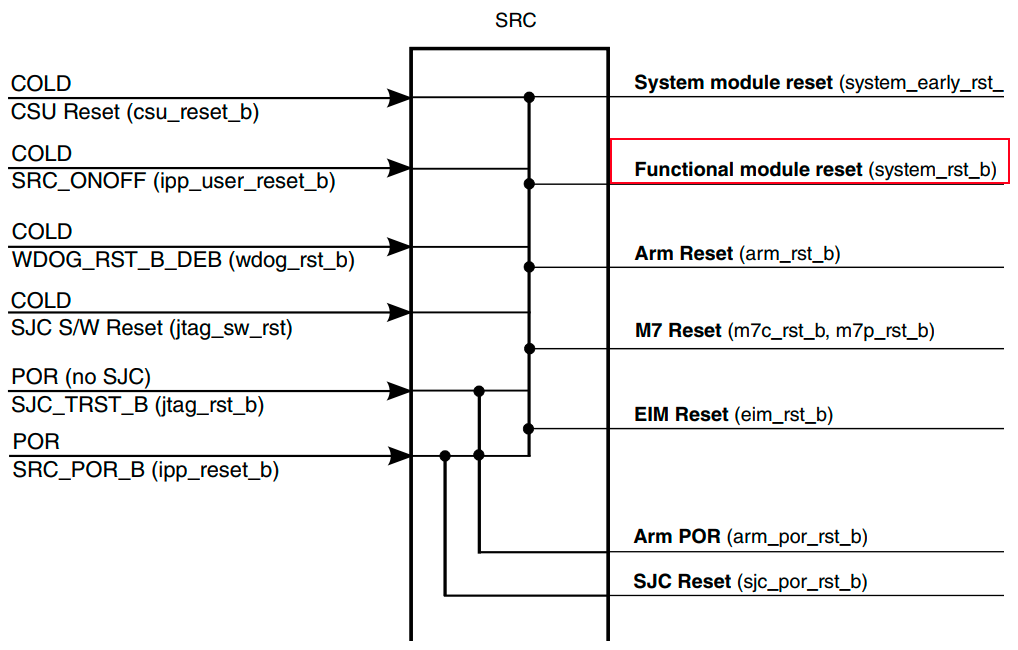 SRC
COLD
CSU Reset (csu_reset_b)
COLD
SRC_ONOFF (ipp_user_reset_b)
COLD
WDOG_RST_B_DEB (wdog_rst_b)
COLD
SJC S/W Reset (jtag_sw_rst)
POR (no SJC)
SJC_TRST_B (jtag_rst_b)
POR
SRC_POR_B (ipp_reset_b)
System module reset (system_early_rst_
Functional module reset (system_rst_b)
Arm Reset (arm_rst_b)
M7 Reset (m7c_rst_b, m7p_rst_b)
EIM Reset (eim_rst_b)
Arm POR (arm_por_rst_b)
SJC Reset (sjc_por_rst_b)